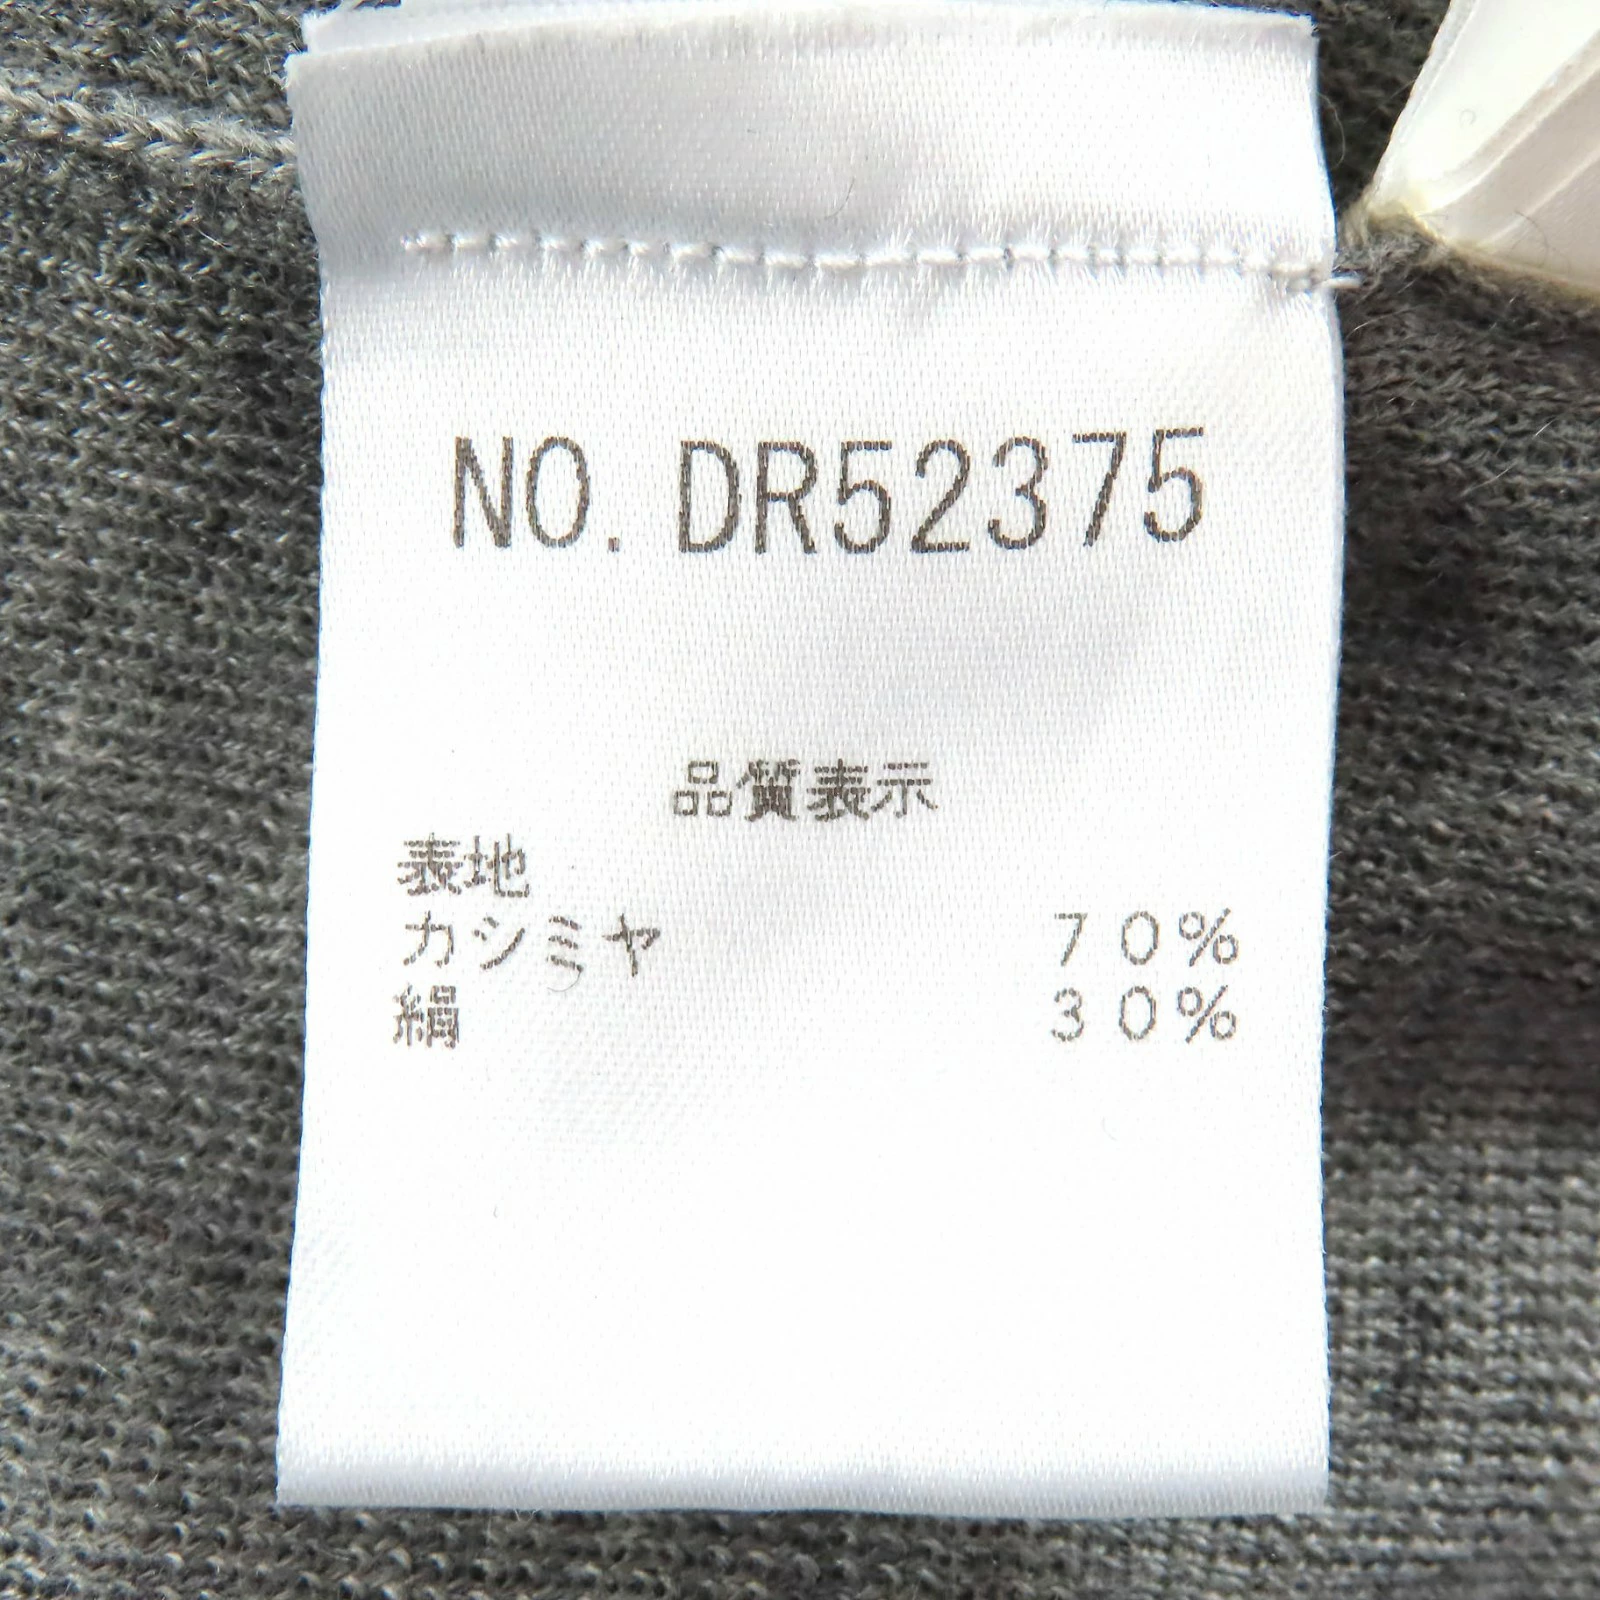 NO. DR52375
品質表示
表地
カシミヤ 70%
絹 30%